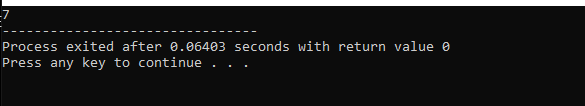 7
--------------------------------
Process exited after 0.06403 seconds with return value 0
Press any key to continue . . .